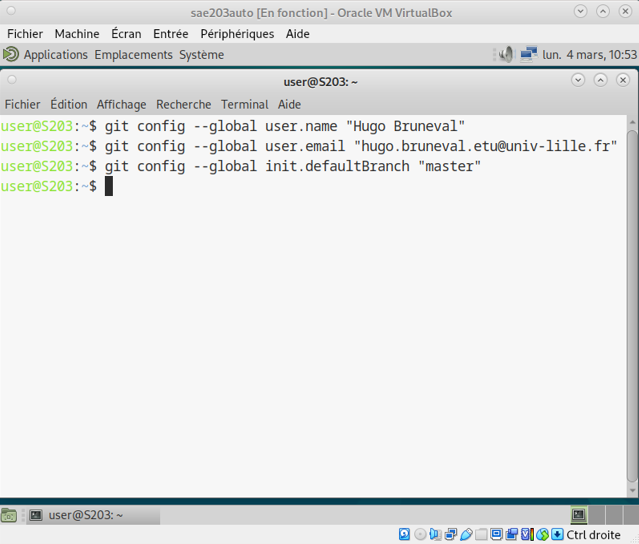 sae203auto [En fonction] - Oracle VM VirtualBox
Fichier Machine Écran Entrée Périphériques Aide
Applications Emplacements Système lun. 4 mars, 10:53
user@S203: ~
Fichier Édition Affichage Recherche Terminal Aide
user@S203:~$ git config --global user.name "Hugo Bruneval"
user@S203:~$ git config --global user.email "hugo.bruneval.etu@univ-lille.fr"
user@S203:~$ git config --global init.defaultBranch "master"
user@S203:~$
user@S203: ~
Ctrl droite